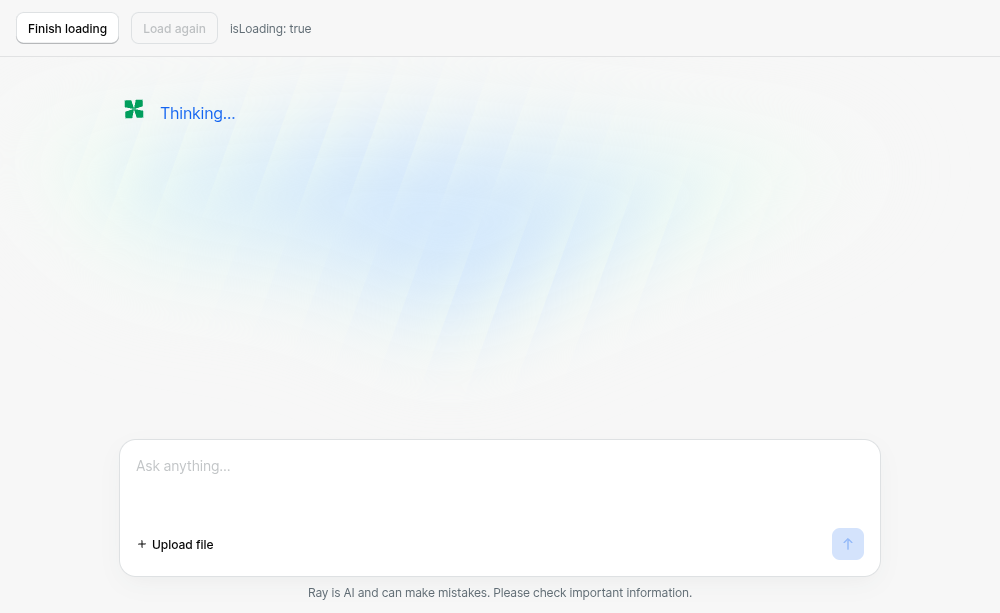 Finish loading Load again isLoading: true
Thinking...
Ask anything...
+ Upload file
Ray is AI and can make mistakes. Please check important information.